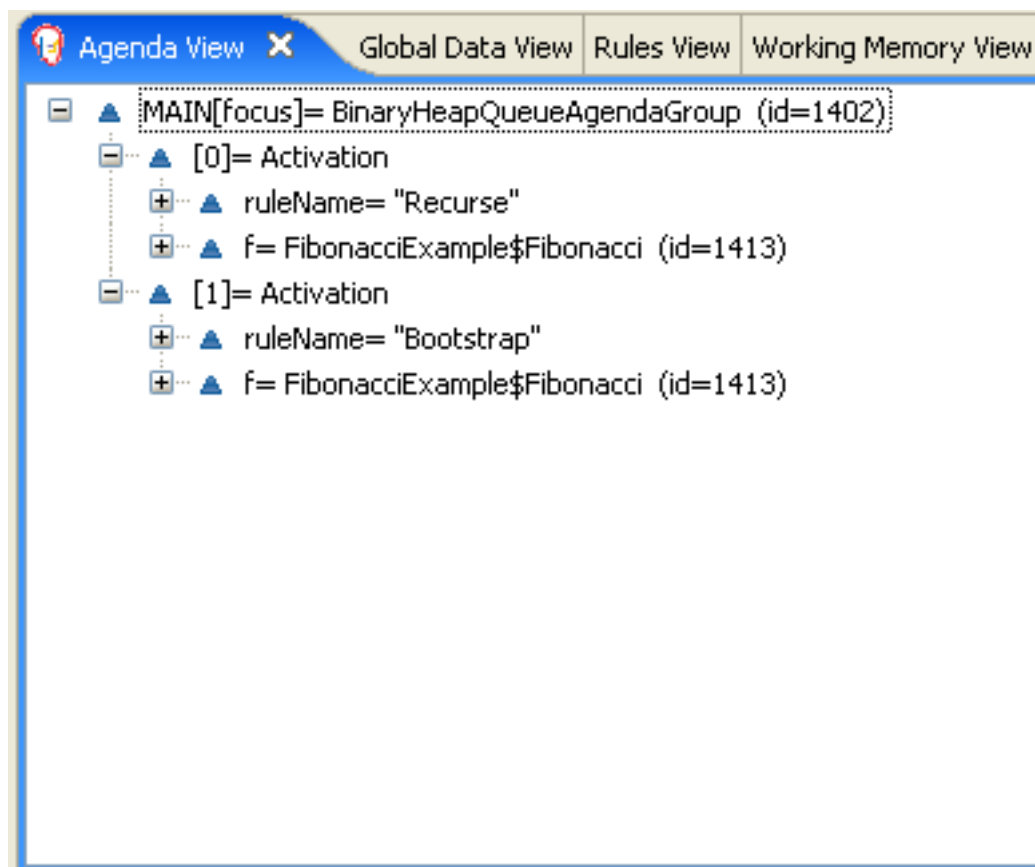 Agenda View Global Data View Rules View Working Memory View
MAIN[focus]= BinaryHeapQueueAgendaGroup (id=1402)
[0]= Activation
ruleName= "Recurse"
f= FibonacciExample$Fibonacci (id=1413)
[1]= Activation
ruleName= "Bootstrap"
f= FibonacciExample$Fibonacci (id=1413)